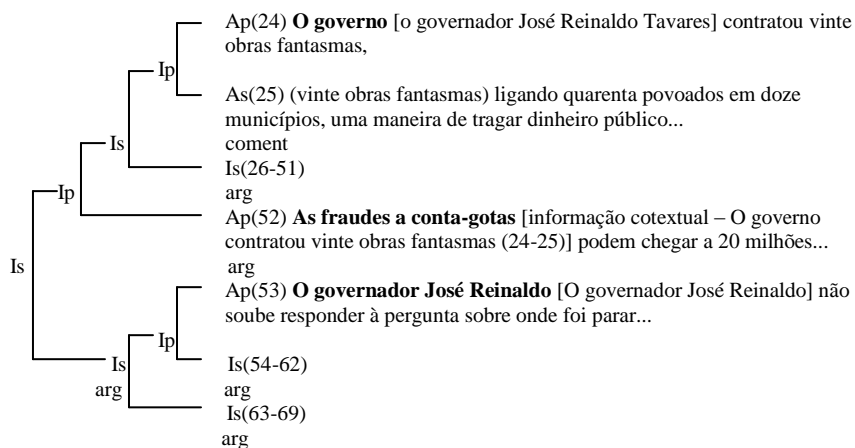 Ap(24) O governo [o governador José Reinaldo Tavares] contratou vinte
obras fantasmas,
Ip
As(25) (vinte obras fantasmas) ligando quarenta povoados em doze
municípios, uma maneira de tragar dinheiro público...
coment
Is
Is(26-51)
arg
Ip
Ap(52) As fraudes a conta-gotas [informação cotextual – O governo
contratou vinte obras fantasmas (24-25)] podem chegar a 20 milhões...
arg
Is
Ap(53) O governador José Reinaldo [O governador José Reinaldo] não
soube responder à pergunta sobre onde foi parar...
Ip
Is
Is(54-62)
arg
arg
Is(63-69)
arg